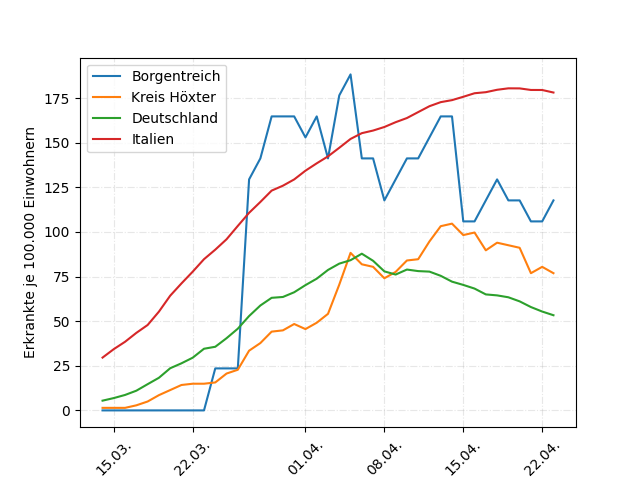 Borgentreich
Kreis Höxter
Deutschland
Italien
Erkrankte je 100.000 Einwohnern
175
150
125
100
75
50
25
0
15.03.
22.03.
01.04.
08.04.
15.04.
22.04.